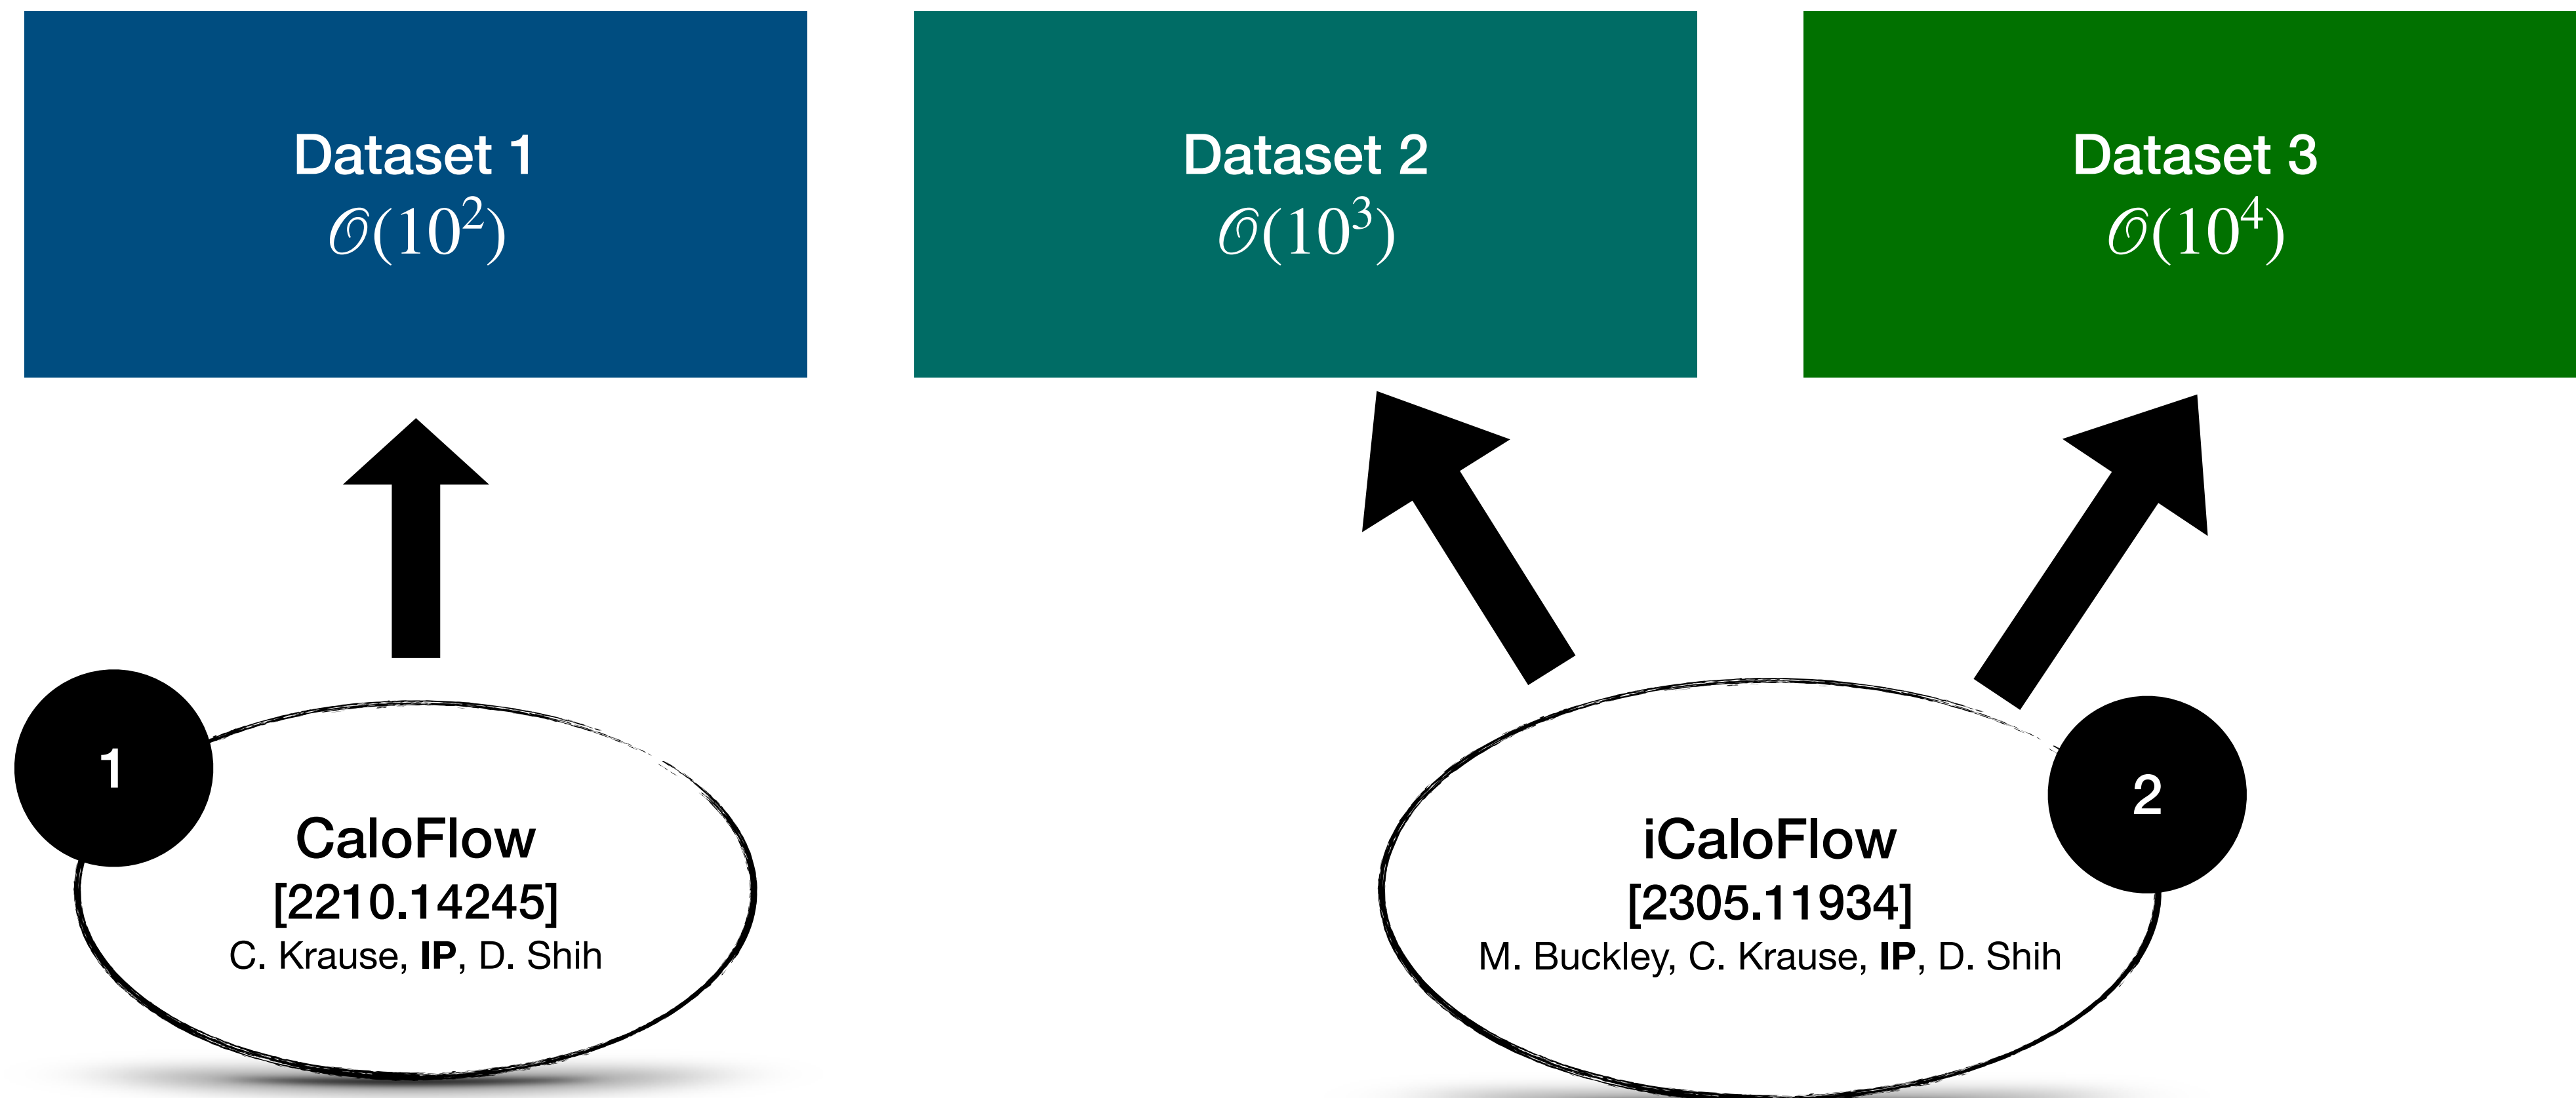 Dataset 1
𝒪(10²)
Dataset 2
𝒪(10³)
Dataset 3
𝒪(10⁴)
1
CaloFlow
[2210.14245]
C. Krause, IP, D. Shih
2
iCaloFlow
[2305.11934]
M. Buckley, C. Krause, IP, D. Shih